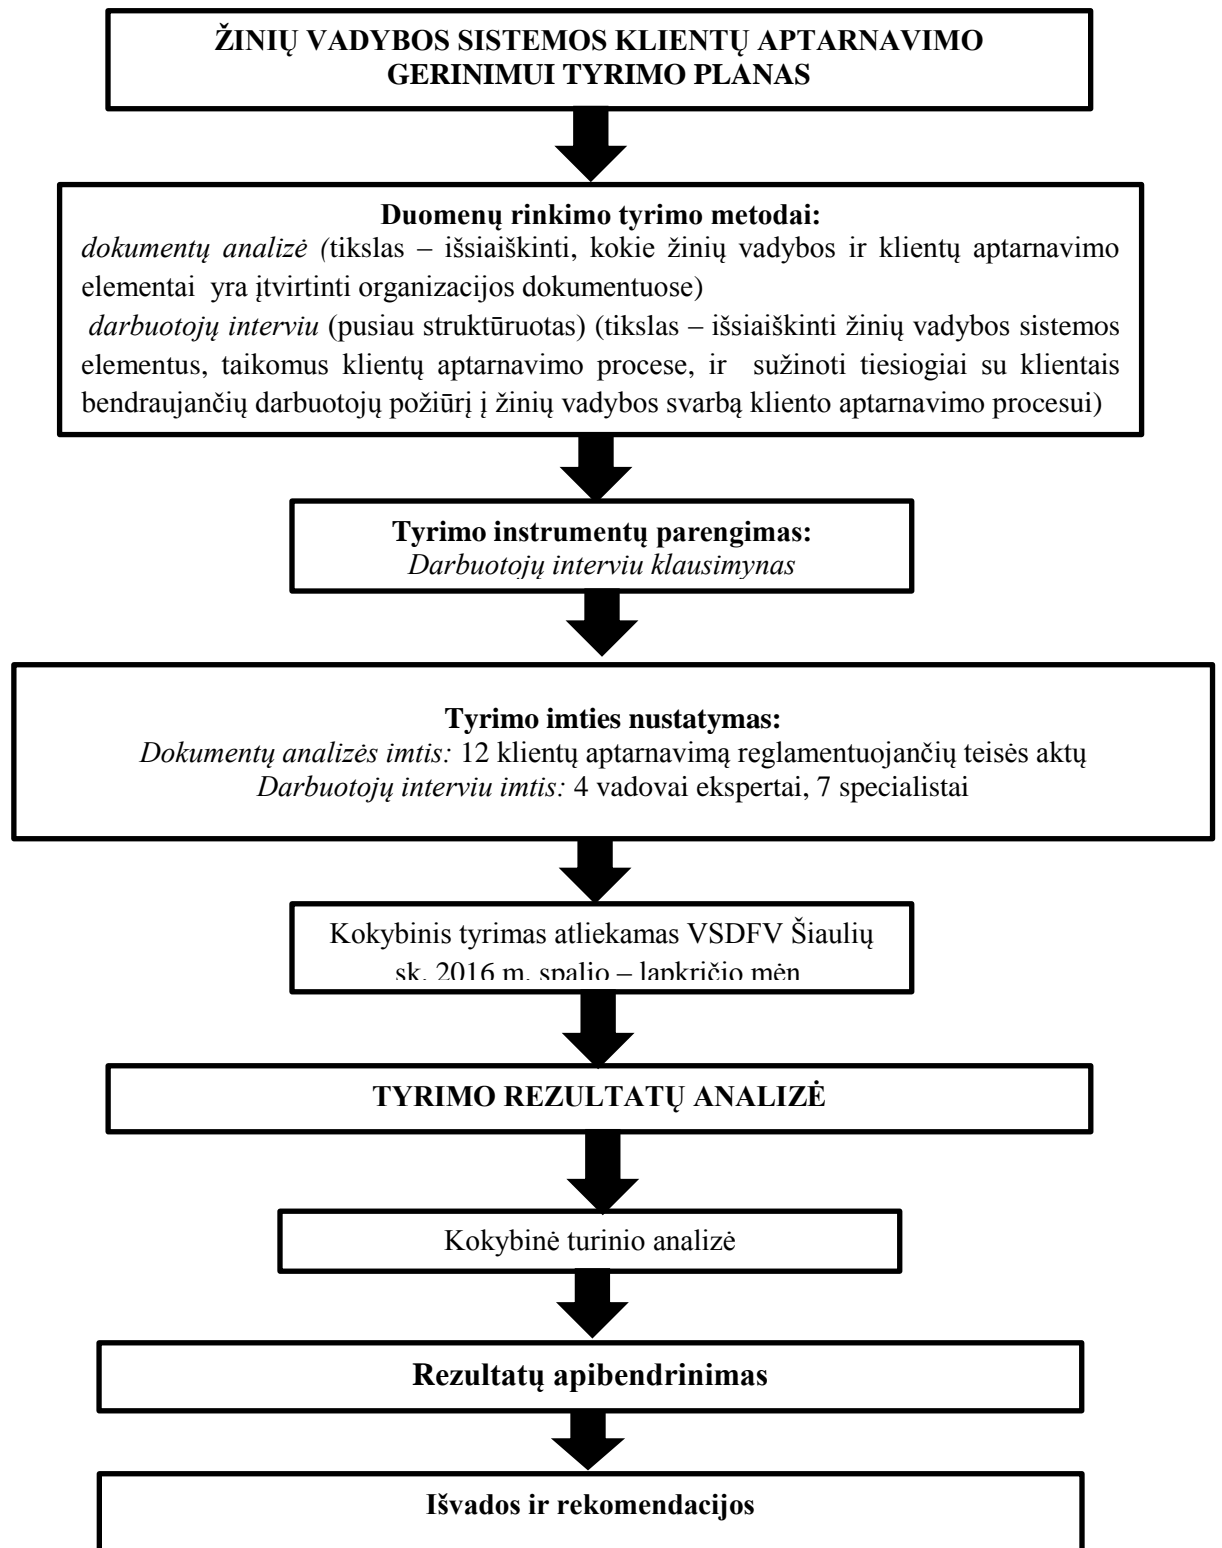 ŽINIŲ VADYBOS SISTEMOS KLIENTŲ APTARNAVIMO
GERINIMUI TYRIMO PLANAS
Duomenų rinkimo tyrimo metodai:
dokumentų analizė (tikslas – išsiaiškinti, kokie žinių vadybos ir klientų aptarnavimo
elementai yra įtvirtinti organizacijos dokumentuose)
darbuotojų interviu (pusiau struktūruotas) (tikslas – išsiaiškinti žinių vadybos sistemos
elementus, taikomus klientų aptarnavimo procese, ir sužinoti tiesiogiai su klientais
bendraujančių darbuotojų požiūrį į žinių vadybos svarbą kliento aptarnavimo procesui)
Tyrimo instrumentų parengimas:
Darbuotojų interviu klausimynas
Tyrimo imties nustatymas:
Dokumentų analizės imtis: 12 klientų aptarnavimą reglamentuojančių teisės aktų
Darbuotojų interviu imtis: 4 vadovai ekspertai, 7 specialistai
Kokybinis tyrimas atliekamas VSDFV Šiaulių
sk. 2016 m. spalio – lapkričio mėn
TYRIMO REZULTATŲ ANALIZĖ
Kokybinė turinio analizė
Rezultatų apibendrinimas
Išvados ir rekomendacijos